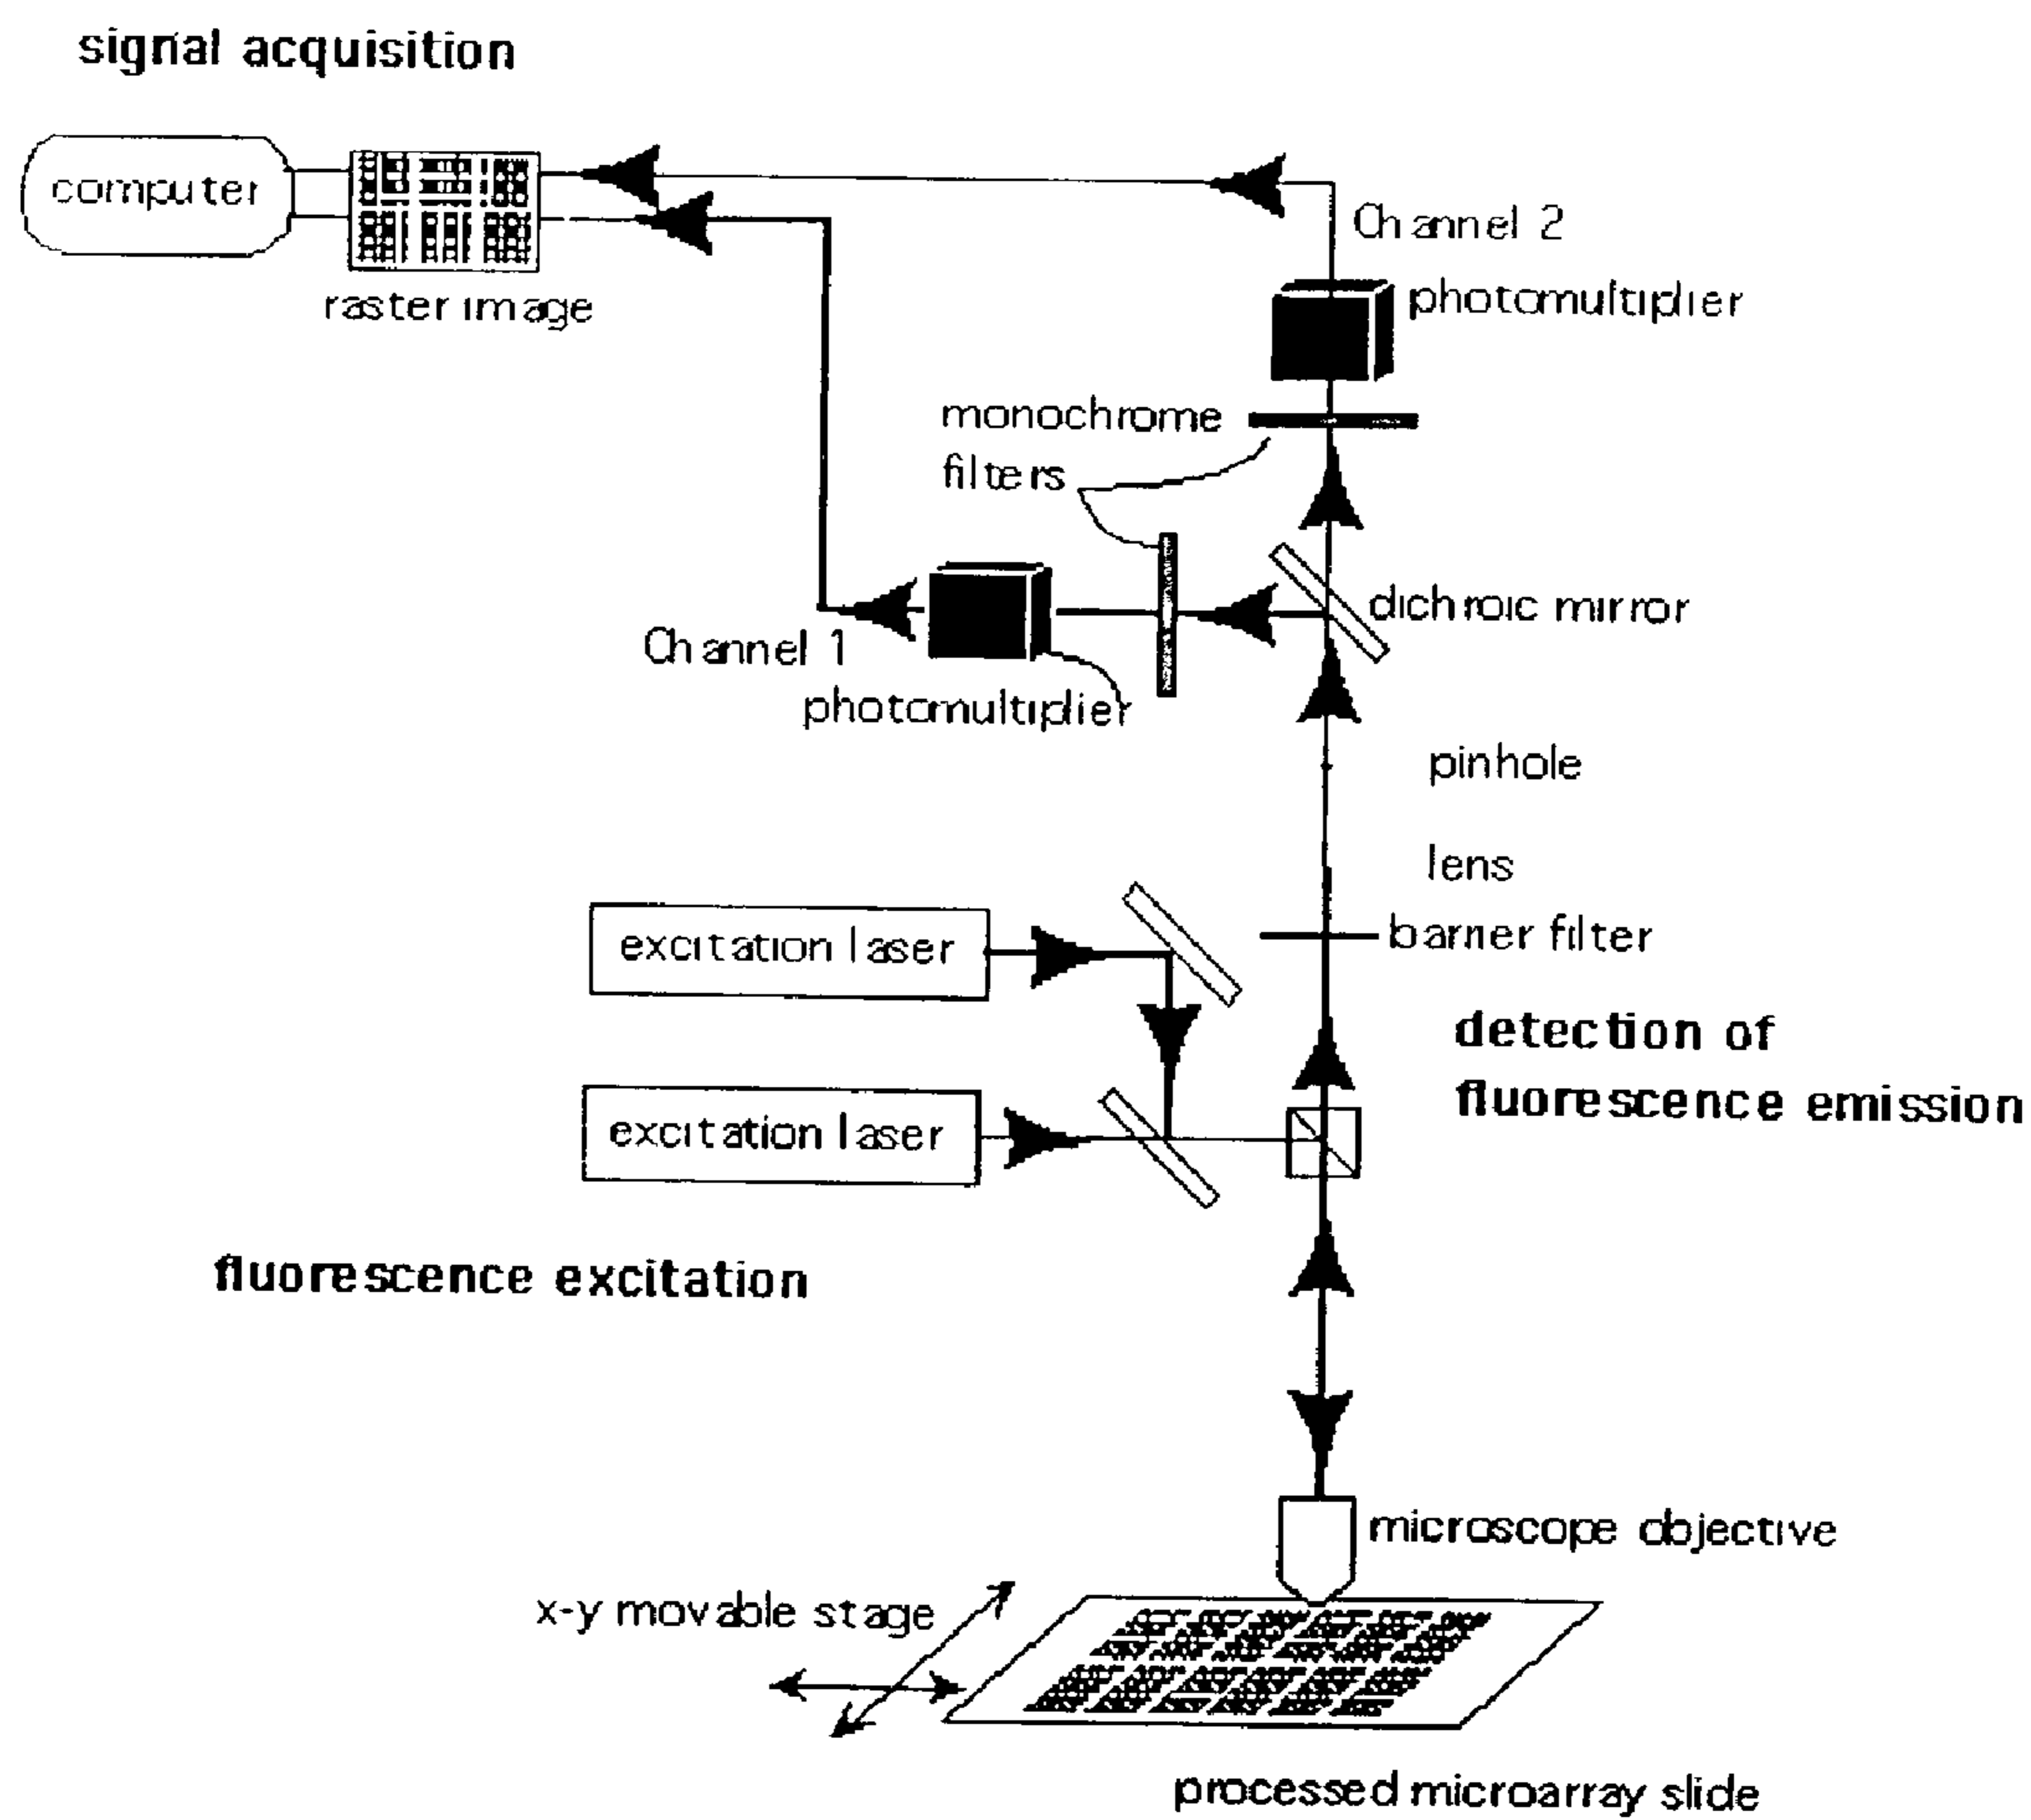 signal acquisition
computer
raster image
Channel 2
photomultiplier
monochrome
filters
dichroic mirror
Channel 1
photomultiplier
pinhole
lens
excitation laser
barrier filter
detection of
fluorescence emission
excitation laser
fluorescence excitation
microscope objective
x-y movable stage
processed microarray slide